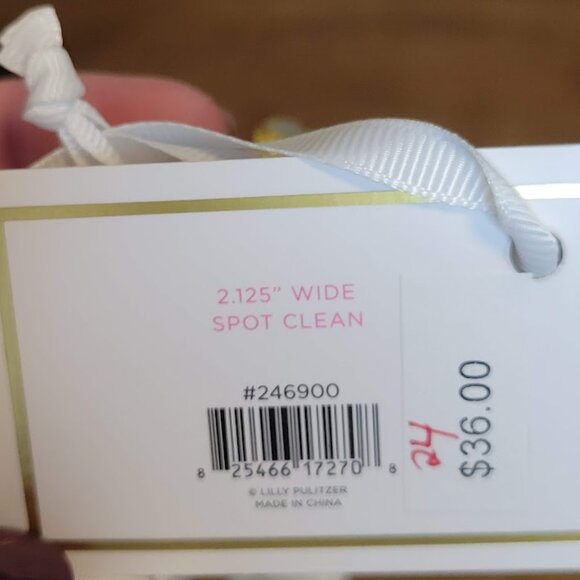 2.125" WIDE
SPOT CLEAN
#246900
8 25466 17270 8
© LILLY PULITZER
MADE IN CHINA
24
$36.00